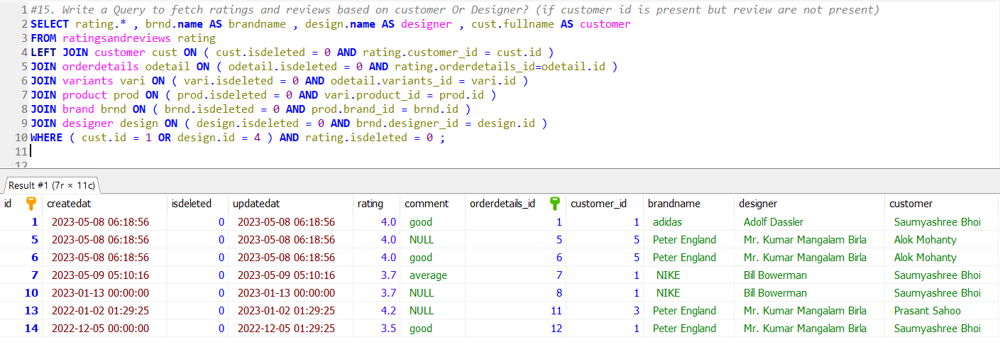 1 #15. Write a Query to fetch ratings and reviews based on customer Or Designer? (if customer id is present but review are not present)
2 SELECT rating.* , brnd.name AS brandname , design.name AS designer , cust.fullname AS customer
3 FROM ratingsandreviews rating
4 LEFT JOIN customer cust ON ( cust.isdeleted = 0 AND rating.customer_id = cust.id )
5 JOIN orderdetails odetail ON ( odetail.isdeleted = 0 AND rating.orderdetails_id=odetail.id )
6 JOIN variants vari ON ( vari.isdeleted = 0 AND odetail.variants_id = vari.id )
7 JOIN product prod ON ( prod.isdeleted = 0 AND vari.product_id = prod.id )
8 JOIN brand brnd ON ( brnd.isdeleted = 0 AND prod.brand_id = brnd.id )
9 JOIN designer design ON ( design.isdeleted = 0 AND brnd.designer_id = design.id )
10 WHERE ( cust.id = 1 OR design.id = 4 ) AND rating.isdeleted = 0 ;
11
12
Result #1 (7r × 11c)
id createdat isdeleted updatedat rating comment orderdetails_id customer_id brandname designer customer
1 2023-05-08 06:18:56 0 2023-05-08 06:18:56 4.0 good 1 1 adidas Adolf Dassler Saumyashree Bhoi
5 2023-05-08 06:18:56 0 2023-05-08 06:18:56 4.0 NULL 5 5 Peter England Mr. Kumar Mangalam Birla Alok Mohanty
6 2023-05-08 06:18:56 0 2023-05-08 06:18:56 4.0 good 6 5 Peter England Mr. Kumar Mangalam Birla Alok Mohanty
7 2023-05-09 05:10:16 0 2023-05-09 05:10:16 3.7 average 7 1 NIKE Bill Bowerman Saumyashree Bhoi
10 2023-01-13 00:00:00 0 2023-01-13 00:00:00 3.7 NULL 8 1 NIKE Bill Bowerman Saumyashree Bhoi
13 2022-01-02 01:29:25 0 2023-01-02 01:29:25 4.2 NULL 11 3 Peter England Mr. Kumar Mangalam Birla Prasant Sahoo
14 2022-12-05 00:00:00 0 2022-12-05 01:29:25 3.5 good 12 1 Peter England Mr. Kumar Mangalam Birla Saumyashree Bhoi